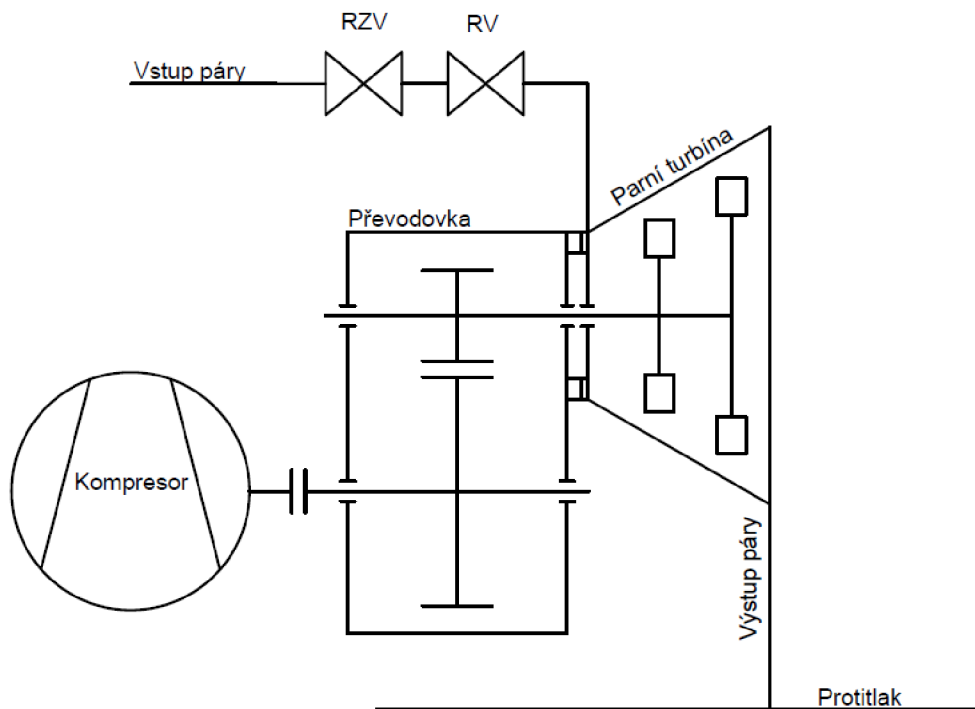 RZV
RV
Vstup páry
Parní turbína
Převodovka
Kompresor
Výstup páry
Protitlak